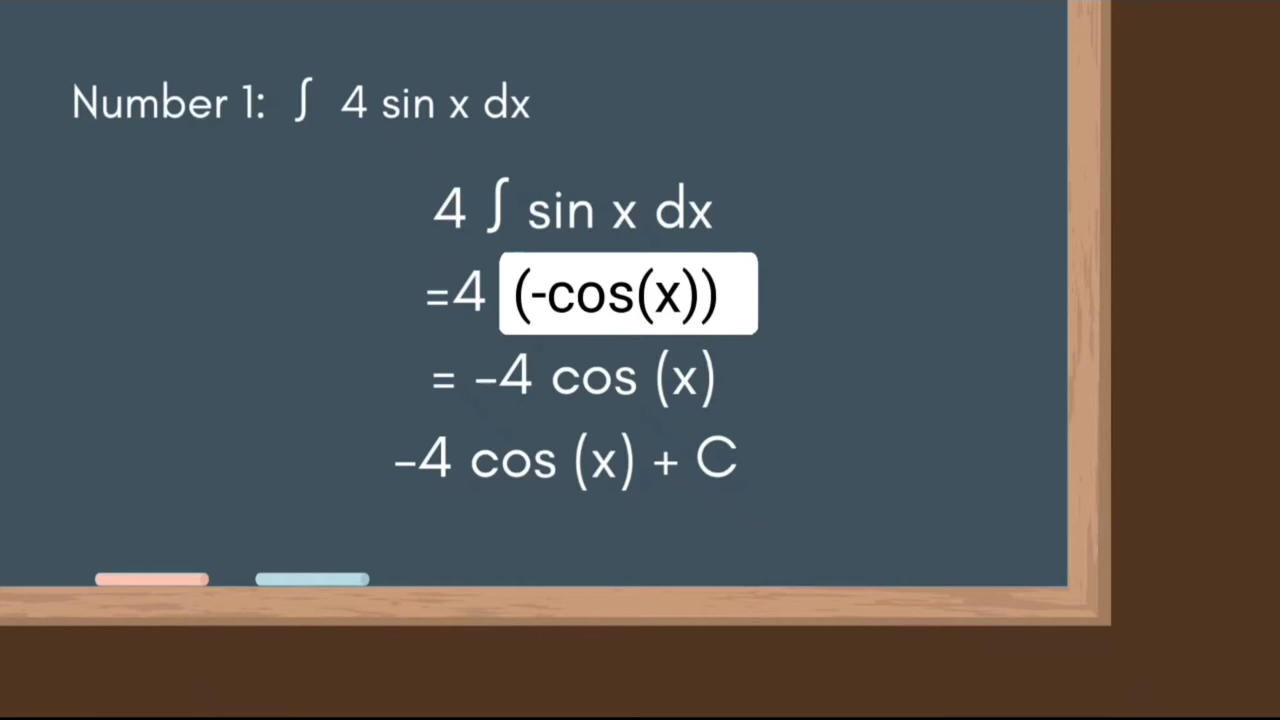 Number 1: ∫ 4 sin x dx
4 ∫ sin x dx
=4 (-cos(x))
= -4 cos (x)
-4 cos (x) + C